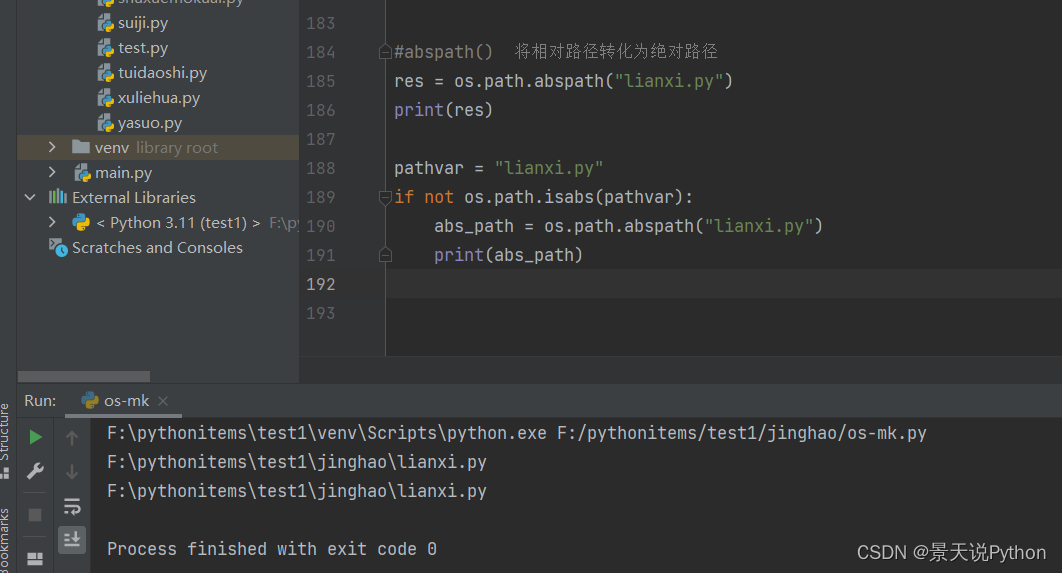 suiji.py
test.py
tuidaoshi.py
xuliehua.py
yasuo.py
venv library root
main.py
External Libraries
< Python 3.11 (test1) > F:\py
Scratches and Consoles
183
184 #abspath() 将相对路径转化为绝对路径
185 res = os.path.abspath("lianxi.py")
186 print(res)
187
188 pathvar = "lianxi.py"
189 if not os.path.isabs(pathvar):
190 abs_path = os.path.abspath("lianxi.py")
191 print(abs_path)
192
193
Structure
Bookmarks
Run: os-mk
F:\pythonitems\test1\venv\Scripts\python.exe F:/pythonitems/test1/jinghao/os-mk.py
F:\pythonitems\test1\jinghao\lianxi.py
F:\pythonitems\test1\jinghao\lianxi.py
Process finished with exit code 0
CSDN @景天说Python